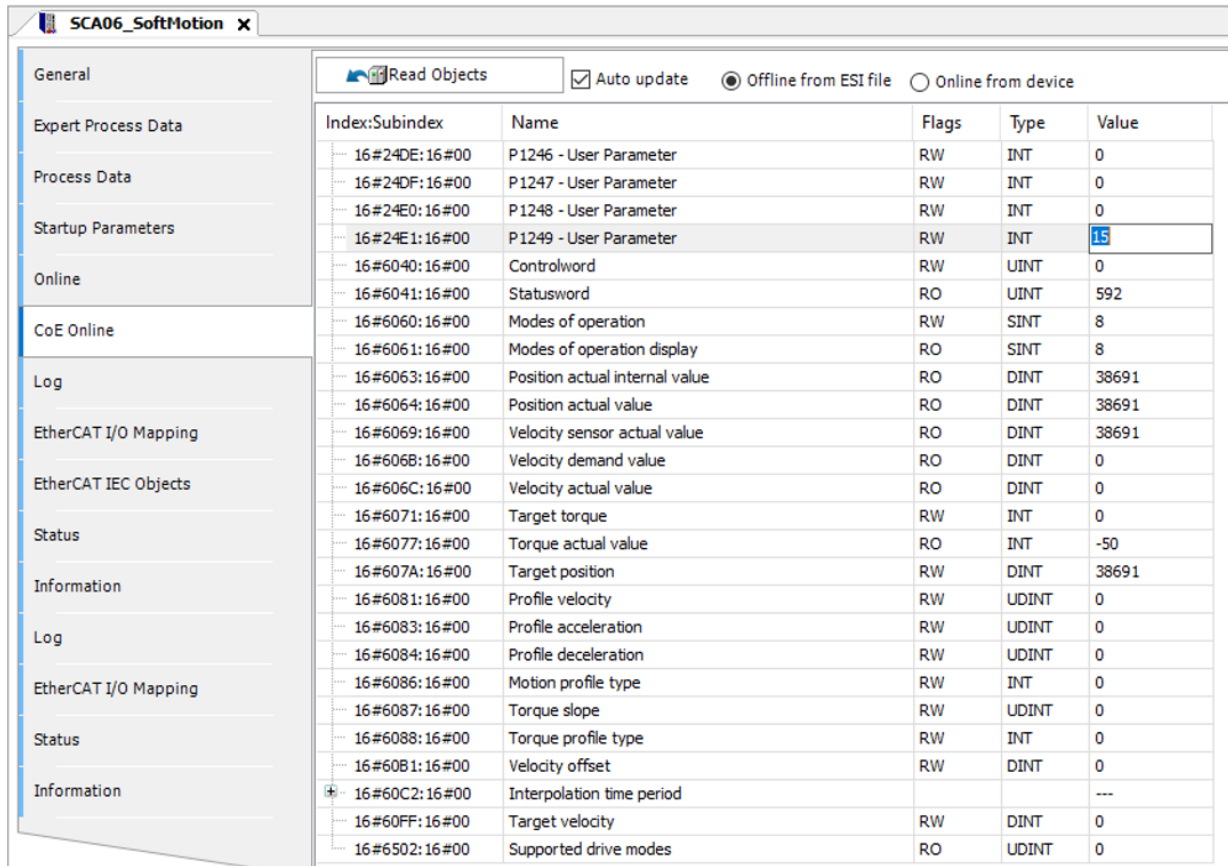 SCA06_SoftMotion x
General
Expert Process Data
Process Data
Startup Parameters
Online
CoE Online
Log
EtherCAT I/O Mapping
EtherCAT IEC Objects
Status
Information
Log
EtherCAT I/O Mapping
Status
Information
Read Objects Auto update Offline from ESI file Online from device
Index:Subindex Name Flags Type Value
16#24DE:16#00 P1246 - User Parameter RW INT 0
16#24DF:16#00 P1247 - User Parameter RW INT 0
16#24E0:16#00 P1248 - User Parameter RW INT 0
16#24E1:16#00 P1249 - User Parameter RW INT 15
16#6040:16#00 Controlword RW UINT 0
16#6041:16#00 Statusword RO UINT 592
16#6060:16#00 Modes of operation RW SINT 8
16#6061:16#00 Modes of operation display RO SINT 8
16#6063:16#00 Position actual internal value RO DINT 38691
16#6064:16#00 Position actual value RO DINT 38691
16#6069:16#00 Velocity sensor actual value RO DINT 38691
16#606B:16#00 Velocity demand value RO DINT 0
16#606C:16#00 Velocity actual value RO DINT 0
16#6071:16#00 Target torque RW INT 0
16#6077:16#00 Torque actual value RO INT -50
16#607A:16#00 Target position RW DINT 38691
16#6081:16#00 Profile velocity RW UDINT 0
16#6083:16#00 Profile acceleration RW UDINT 0
16#6084:16#00 Profile deceleration RW UDINT 0
16#6086:16#00 Motion profile type RW INT 0
16#6087:16#00 Torque slope RW UDINT 0
16#6088:16#00 Torque profile type RW INT 0
16#60B1:16#00 Velocity offset RW DINT 0
16#60C2:16#00 Interpolation time period ---
16#60FF:16#00 Target velocity RW DINT 0
16#6502:16#00 Supported drive modes RO UDINT 0